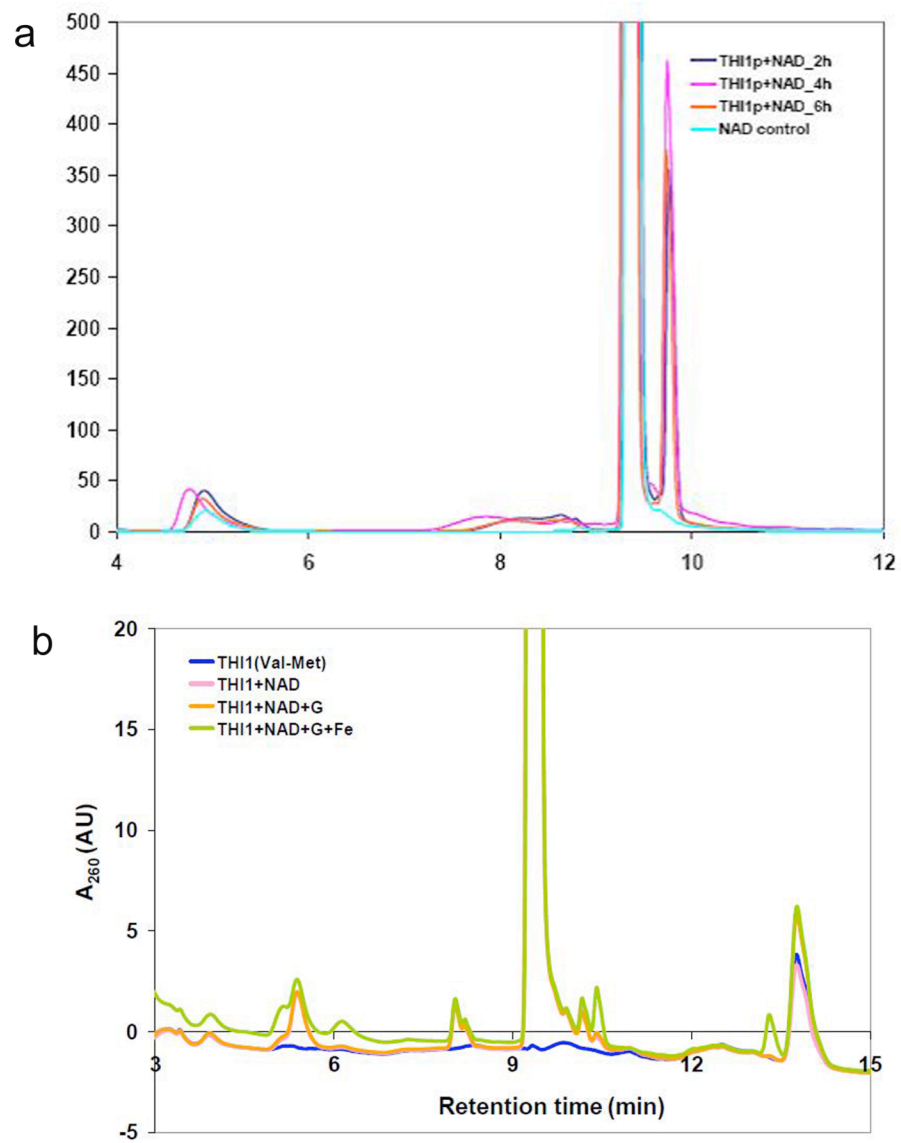 a
500
450
400
350
300
250
200
150
100
50
0
THI1p+NAD_2h
THI1p+NAD_4h
THI1p+NAD_6h
NAD control
4 6 8 10 12
b
20
15
10
5
0
-5
A260 (AU)
THI1(Val-Met)
THI1+NAD
THI1+NAD+G
THI1+NAD+G+Fe
3 6 9 12 15
Retention time (min)